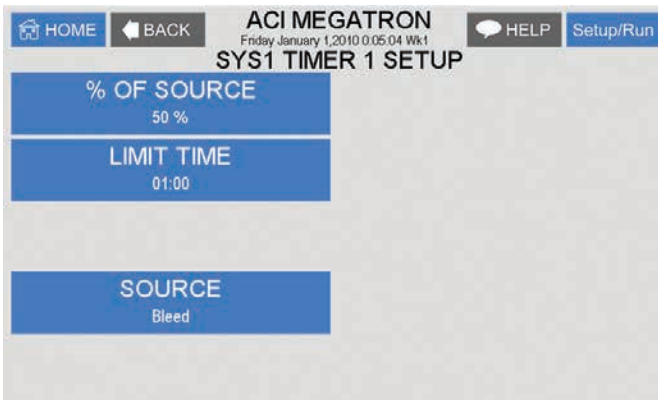 HOME BACK ACI MEGATRON HELP Setup/Run
Friday January 1,2010 0:05:04 Wk1
SYS1 TIMER 1 SETUP
% OF SOURCE
50 %
LIMIT TIME
01:00
SOURCE
Bleed